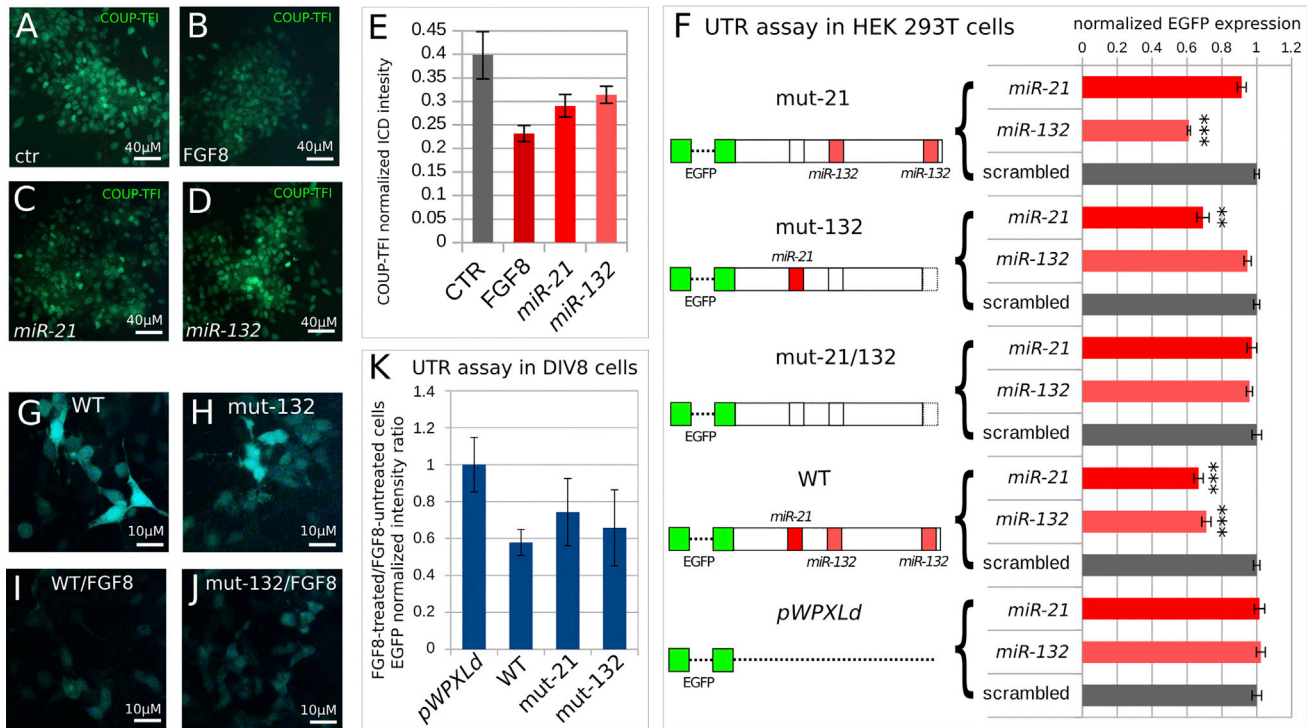 A
COUP-TFI
ctr
40µM
B
COUP-TFI
FGF8
40µM
C
COUP-TFI
miR-21
40µM
D
COUP-TFI
miR-132
40µM
E
COUP-TFI normalized ICD intesity
0.45
0.4
0.35
0.3
0.25
0.2
0.15
0.1
0.05
0
CTR
FGF8
miR-21
miR-132
F UTR assay in HEK 293T cells
normalized EGFP expression
0 0.2 0.4 0.6 0.8 1 1.2
mut-21
EGFP
miR-132
miR-132
miR-21
miR-132
***
scrambled
mut-132
miR-21
EGFP
miR-21
**
miR-132
scrambled
mut-21/132
EGFP
miR-21
miR-132
scrambled
WT
miR-21
EGFP
miR-132
miR-132
miR-21
***
miR-132
***
scrambled
pWPXLd
EGFP
miR-21
miR-132
scrambled
G
WT
10µM
H
mut-132
10µM
I
WT/FGF8
10µM
J
mut-132/FGF8
10µM
K UTR assay in DIV8 cells
FGF8-treated/FGF8-untreated cells
EGFP normalized intensity ratio
1.4
1.2
1
0.8
0.6
0.4
0.2
0
pWPXLd
WT
mut-21
mut-132